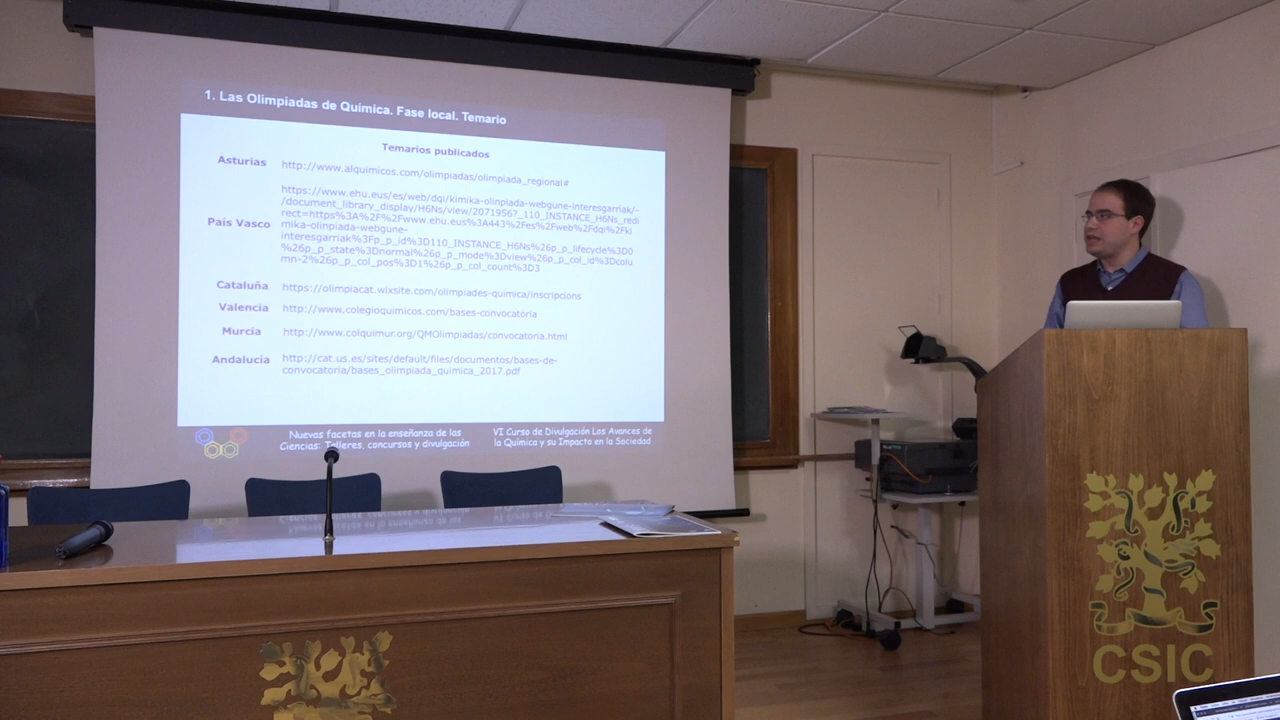 1. Las Olimpiadas de Química. Fase local. Temario
Temarios publicados
Asturias
http://www.alquimicos.com/olimpiadas/olimpiada_regional#
País Vasco
https://www.ehu.eus/es/web/dqi/kimika-olinpiada-webgune-interesgarriak/-
/document_library_display/H6Ns/view/2071956?_110_INSTANCE_H6Ns_redi
rect=https%3A%2F%2Fwww.ehu.eus%3A443%2Fes%2Fweb%2Fdqi%2Fki
mika-olinpiada-webgune-
interesgarriak%3Fp_p_id%3D110_INSTANCE_H6Ns%26p_p_lifecycle%3D0
%26p_p_state%3Dnormal%26p_p_mode%3Dview%26p_p_col_id%3Dcolu
mn-2%26p_p_col_pos%3D1%26p_p_col_count%3D3
Cataluña
https://olimpiacat.wixsite.com/olimpiades-quimica/inscripcions
Valencia
http://www.colegioquimicos.com/bases-convocatoria
Murcia
http://www.colquimur.org/QMOlimpiadas/convocatoria.html
Andalucía
http://cat.us.es/sites/default/files/documentos/bases-de-
convocatoria/bases_olimpiada_quimica_2017.pdf
Nuevas facetas en la enseñanza de las
Ciencias: Talleres, concursos y divulgación
VI Curso de Divulgación Los Avances de
la Química y su Impacto en la Sociedad
CSIC